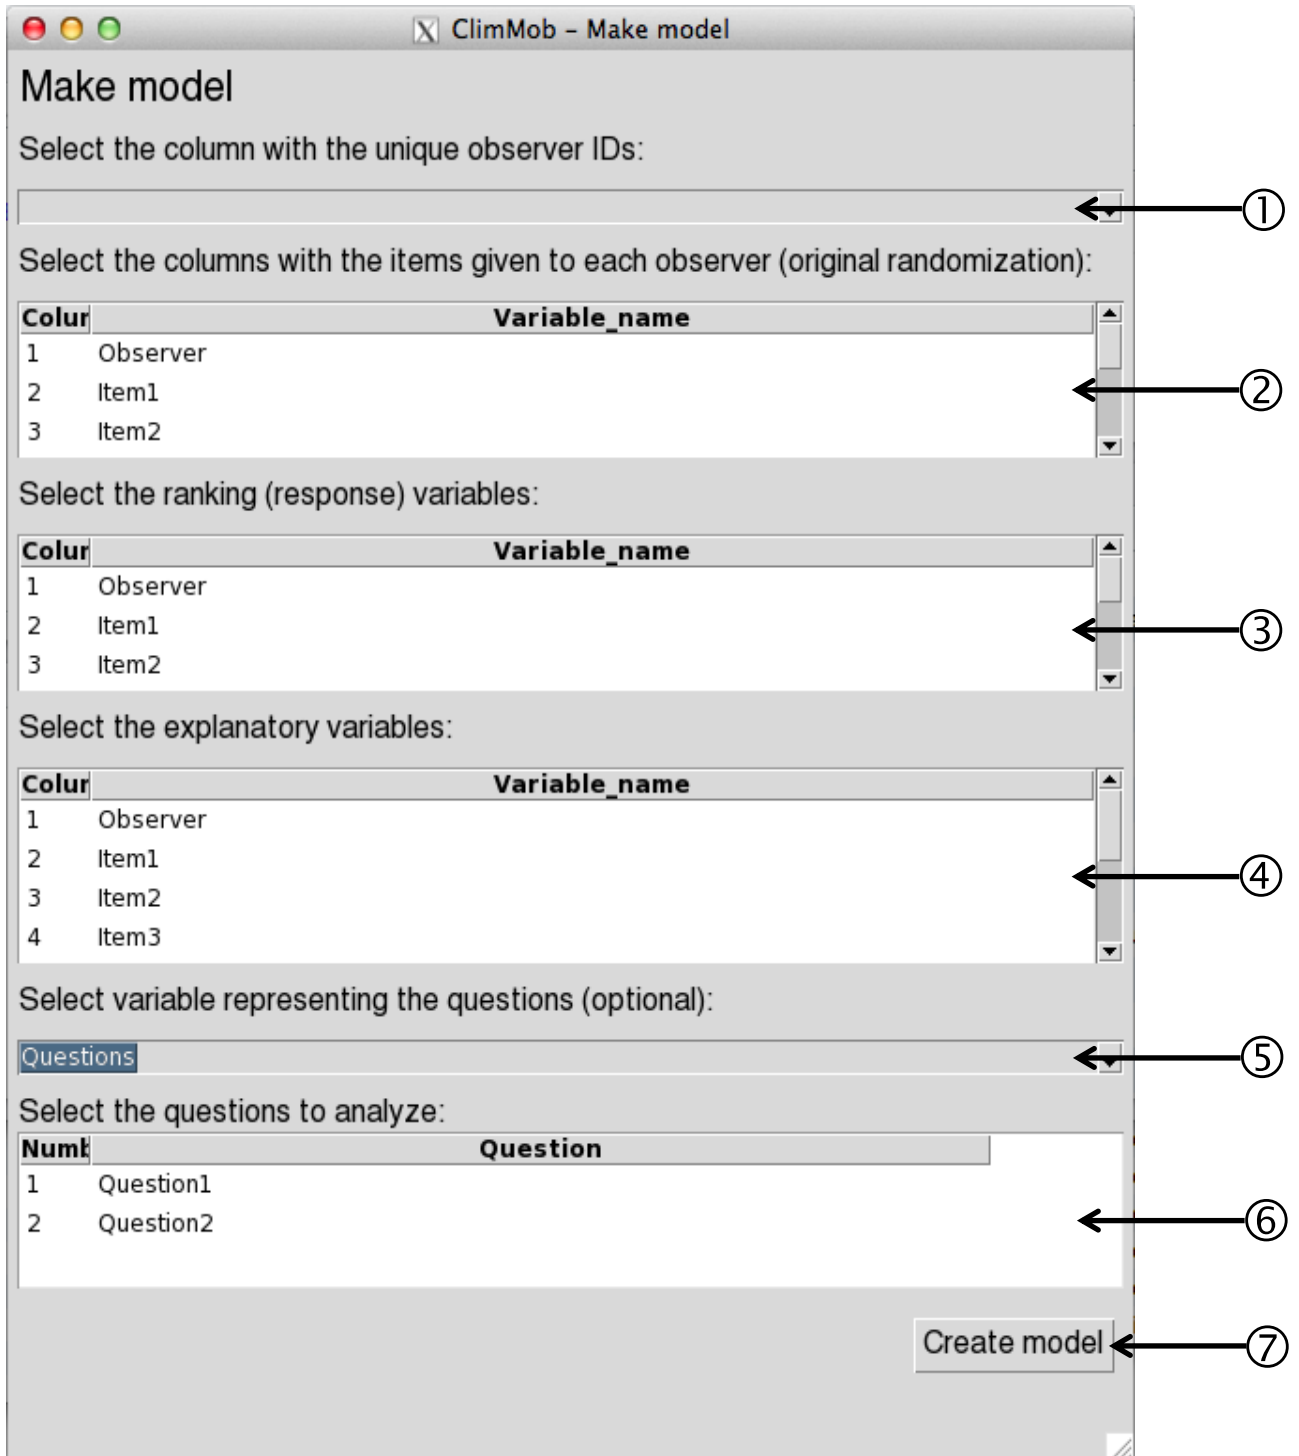 ClimMob – Make model
Make model
Select the column with the unique observer IDs:
①
Select the columns with the items given to each observer (original randomization):
Colur Variable_name
1 Observer
2 Item1
②
3 Item2
Select the ranking (response) variables:
Colur Variable_name
1 Observer
2 Item1
③
3 Item2
Select the explanatory variables:
Colur Variable_name
1 Observer
2 Item1
④
3 Item2
4 Item3
Select variable representing the questions (optional):
Questions
⑤
Select the questions to analyze:
Numb Question
1 Question1
2 Question2
⑥
Create model
⑦